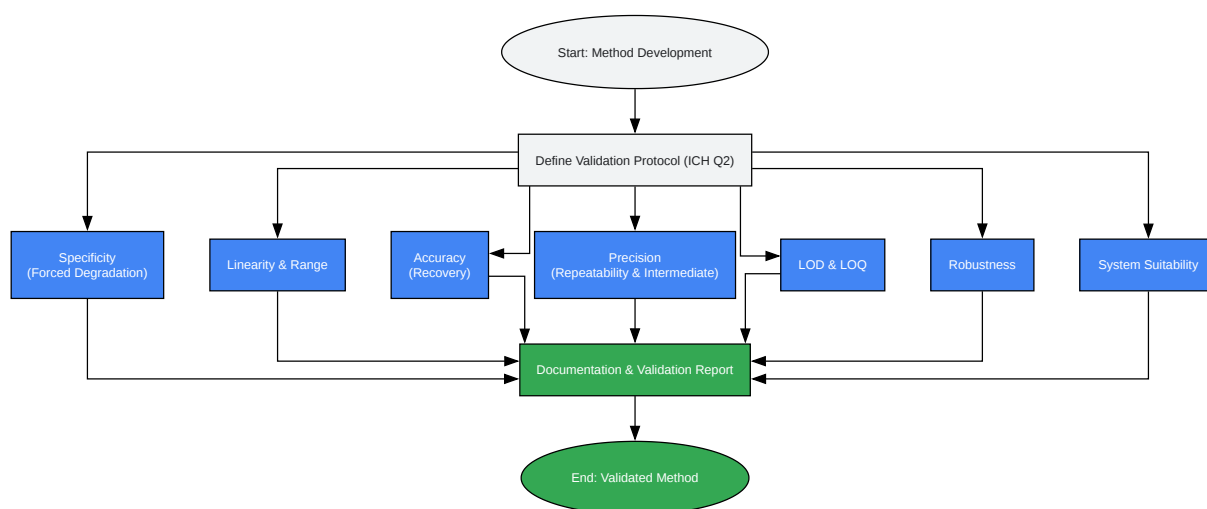 Start: Method Development
Define Validation Protocol (ICH Q2)
Specificity
(Forced Degradation)
Linearity & Range
Accuracy
(Recovery)
Precision
(Repeatability & Intermediate)
LOD & LOQ
Robustness
System Suitability
Documentation & Validation Report
End: Validated Method